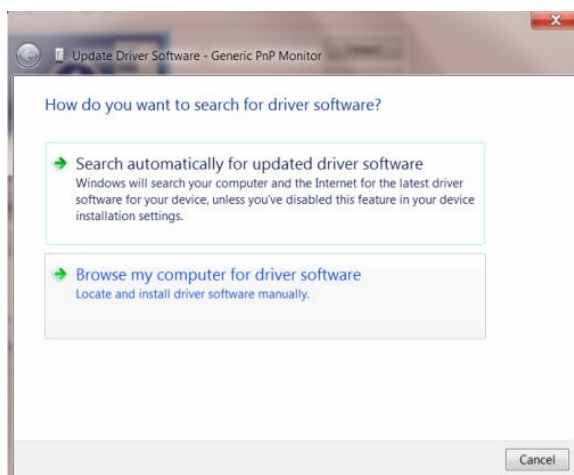 Update Driver Software - Generic PnP Monitor
How do you want to search for driver software?
Search automatically for updated driver software
Windows will search your computer and the Internet for the latest driver
software for your device, unless you've disabled this feature in your device
installation settings.
Browse my computer for driver software
Locate and install driver software manually.
Cancel